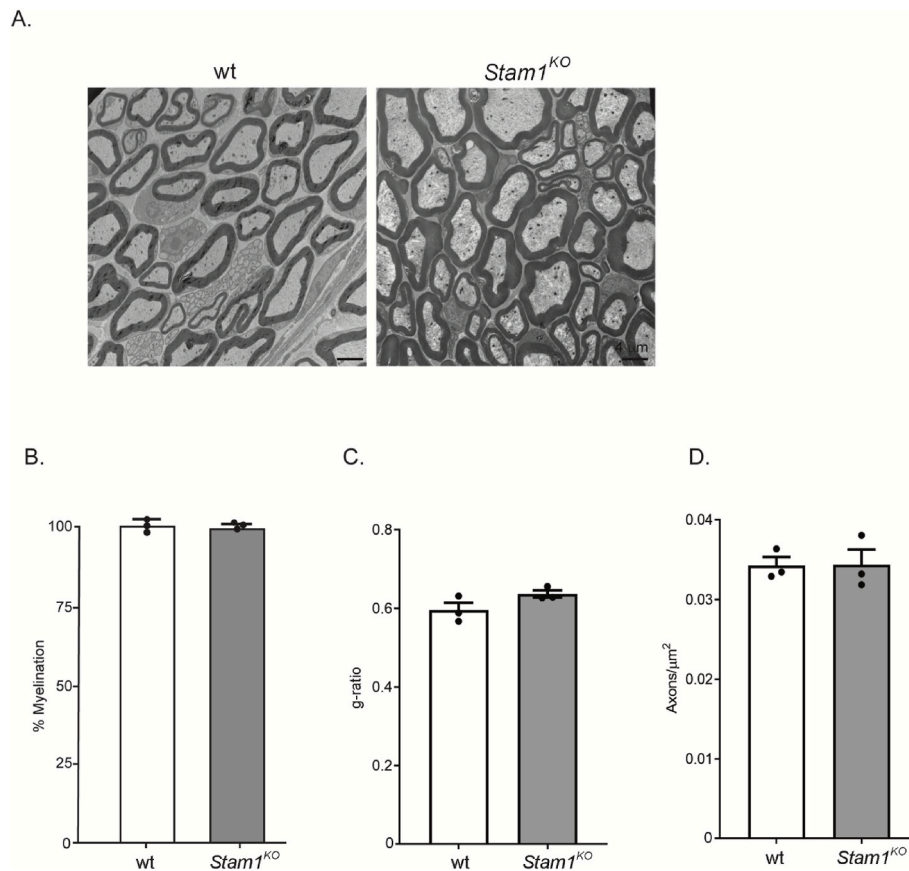 A.
wt
Stam1KO
4 µm
B.
% Myelination
100
75
50
25
0
wt
Stam1KO
C.
g-ratio
0.8
0.6
0.4
0.2
0
wt
Stam1KO
D.
Axons/µm²
0.04
0.03
0.02
0.01
0
wt
Stam1KO